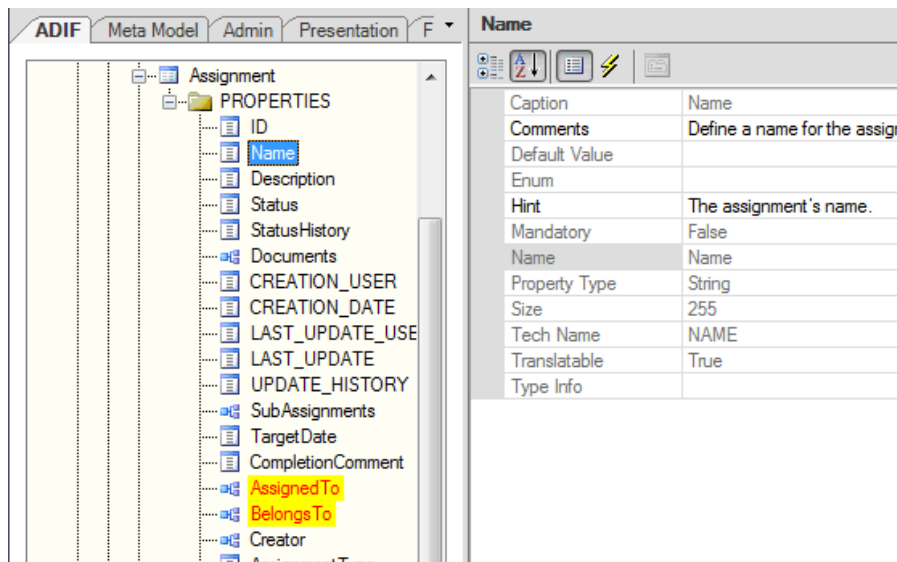 ADIF Meta Model Admin Presentation F
Assignment
PROPERTIES
ID
Name
Description
Status
StatusHistory
Documents
CREATION_USER
CREATION_DATE
LAST_UPDATE_USE
LAST_UPDATE
UPDATE_HISTORY
SubAssignments
TargetDate
CompletionComment
AssignedTo
BelongsTo
Creator
Name
Caption Name
Comments Define a name for the assign
Default Value
Enum
Hint The assignment's name.
Mandatory False
Name Name
Property Type String
Size 255
Tech Name NAME
Translatable True
Type Info